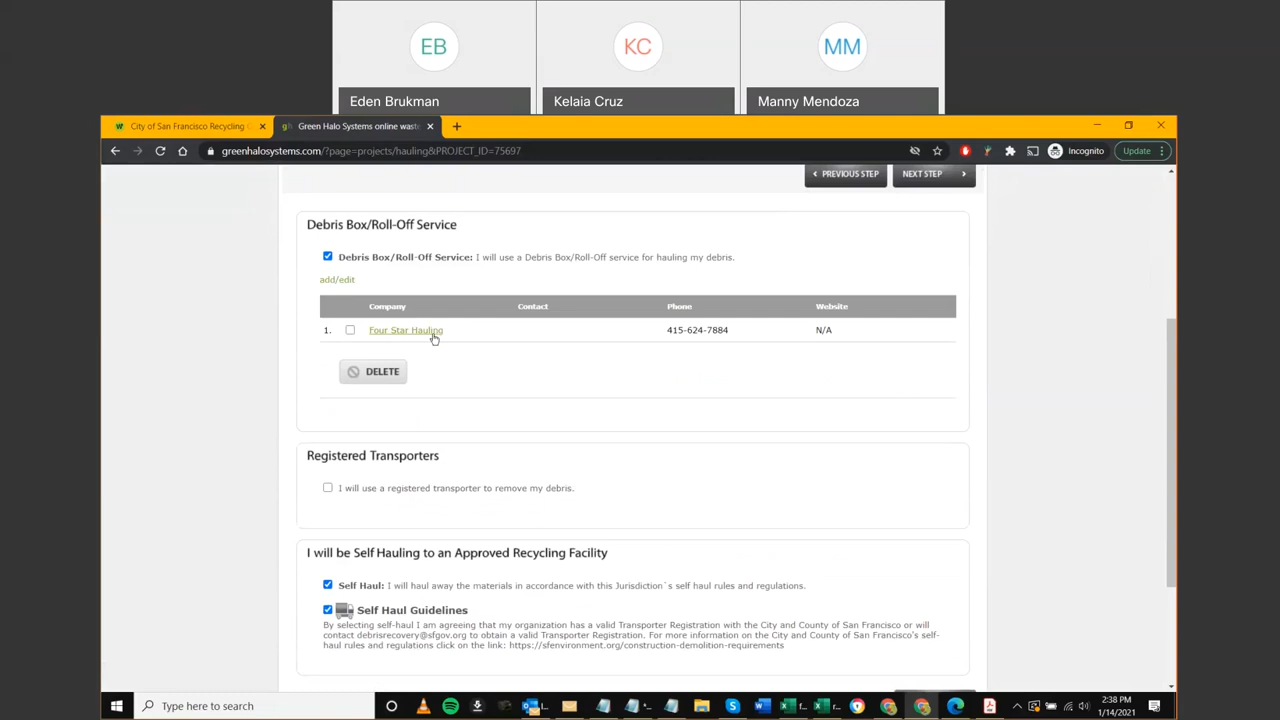 EB
KC
MM
Eden Brukman
Kelaia Cruz
Manny Mendoza
City of San Francisco Recycling
Green Halo Systems online wast
greenhalosystems.com/?page=projects/hauling&PROJECT_ID=75697
Incognito
Update
PREVIOUS STEP
NEXT STEP
Debris Box/Roll-Off Service
Debris Box/Roll-Off Service: I will use a Debris Box/Roll-Off service for hauling my debris.
add/edit
Company Contact Phone Website
1. Four Star Hauling 415-624-7884 N/A
DELETE
Registered Transporters
I will use a registered transporter to remove my debris.
I will be Self Hauling to an Approved Recycling Facility
Self Haul: I will haul away the materials in accordance with this Jurisdiction`s self haul rules and regulations.
Self Haul Guidelines
By selecting self-haul I am agreeing that my organization has a valid Transporter Registration with the City and County of San Francisco or will
contact debrisrecovery@sfgov.org to obtain a valid Transporter Registration. For more information on the City and County of San Francisco's self-
haul rules and regulations click on the link: https://sfenvironment.org/construction-demolition-requirements
Type here to search
2:38 PM
1/14/2021